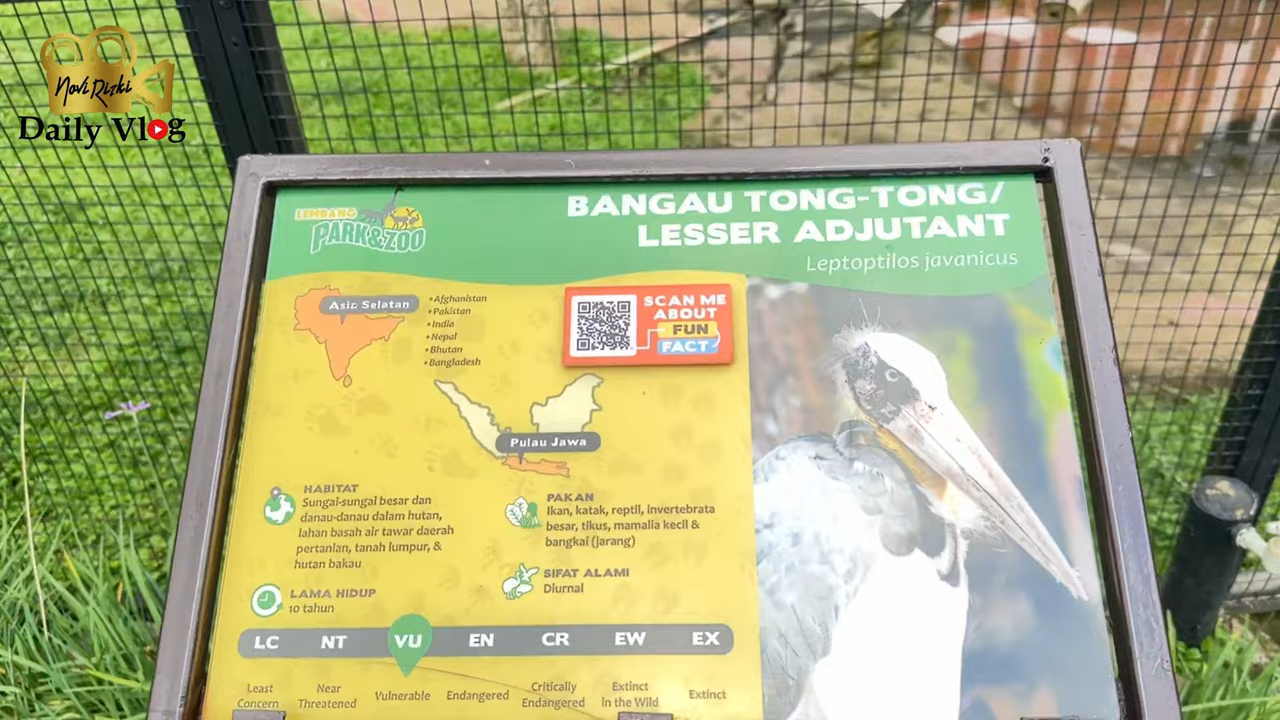 Novi Rizki
Daily Vlog
LEMBANG
PARK&ZOO
BANGAU TONG-TONG/
LESSER ADJUTANT
Leptoptilos javanicus
Asia Selatan
• Afghanistan
• Pakistan
• India
• Nepal
• Bhutan
• Bangladesh
SCAN ME
ABOUT
FUN
FACT
Pulau Jawa
HABITAT
Sungai-sungai besar dan
danau-danau dalam hutan,
lahan basah air tawar daerah
pertanian, tanah lumpur, &
hutan bakau
PAKAN
Ikan, katak, reptil, invertebrata
besar, tikus, mamalia kecil &
bangkai (jarang)
LAMA HIDUP
10 tahun
SIFAT ALAMI
Diurnal
LC NT VU EN CR EW EX
Least Concern
Near Threatened
Vulnerable
Endangered
Critically Endangered
Extinct in the Wild
Extinct